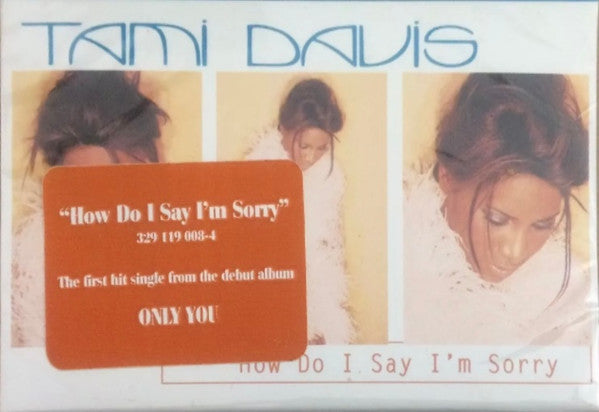 TAMI DAVIS
"How Do I Say I'm Sorry"
329 119 008-4
The first hit single from the debut album
ONLY YOU
How Do I Say I'm Sorry